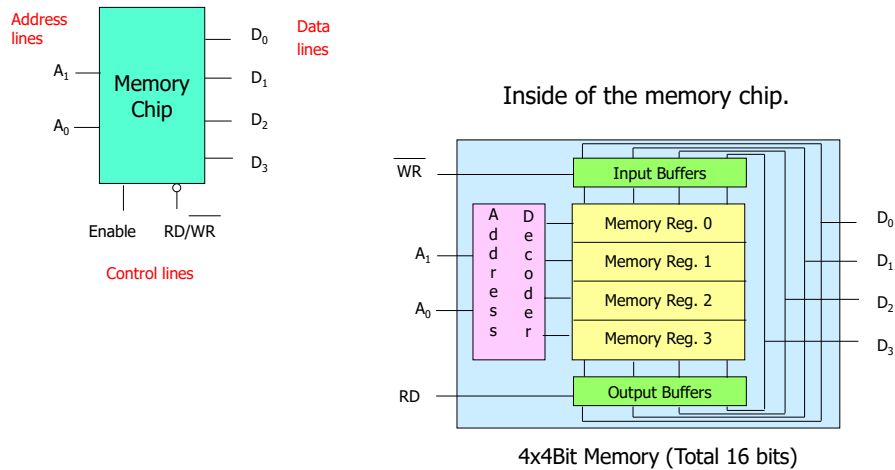 Address
lines
Data
lines
A₁
A₀
Memory
Chip
D₀
D₁
D₂
D₃
Enable
RD/W̅R̅
Control lines
Inside of the memory chip.
W̅R̅
Input Buffers
Address
Decoder
Memory Reg. 0
Memory Reg. 1
Memory Reg. 2
Memory Reg. 3
A₁
A₀
RD
Output Buffers
D₀
D₁
D₂
D₃
4x4Bit Memory (Total 16 bits)